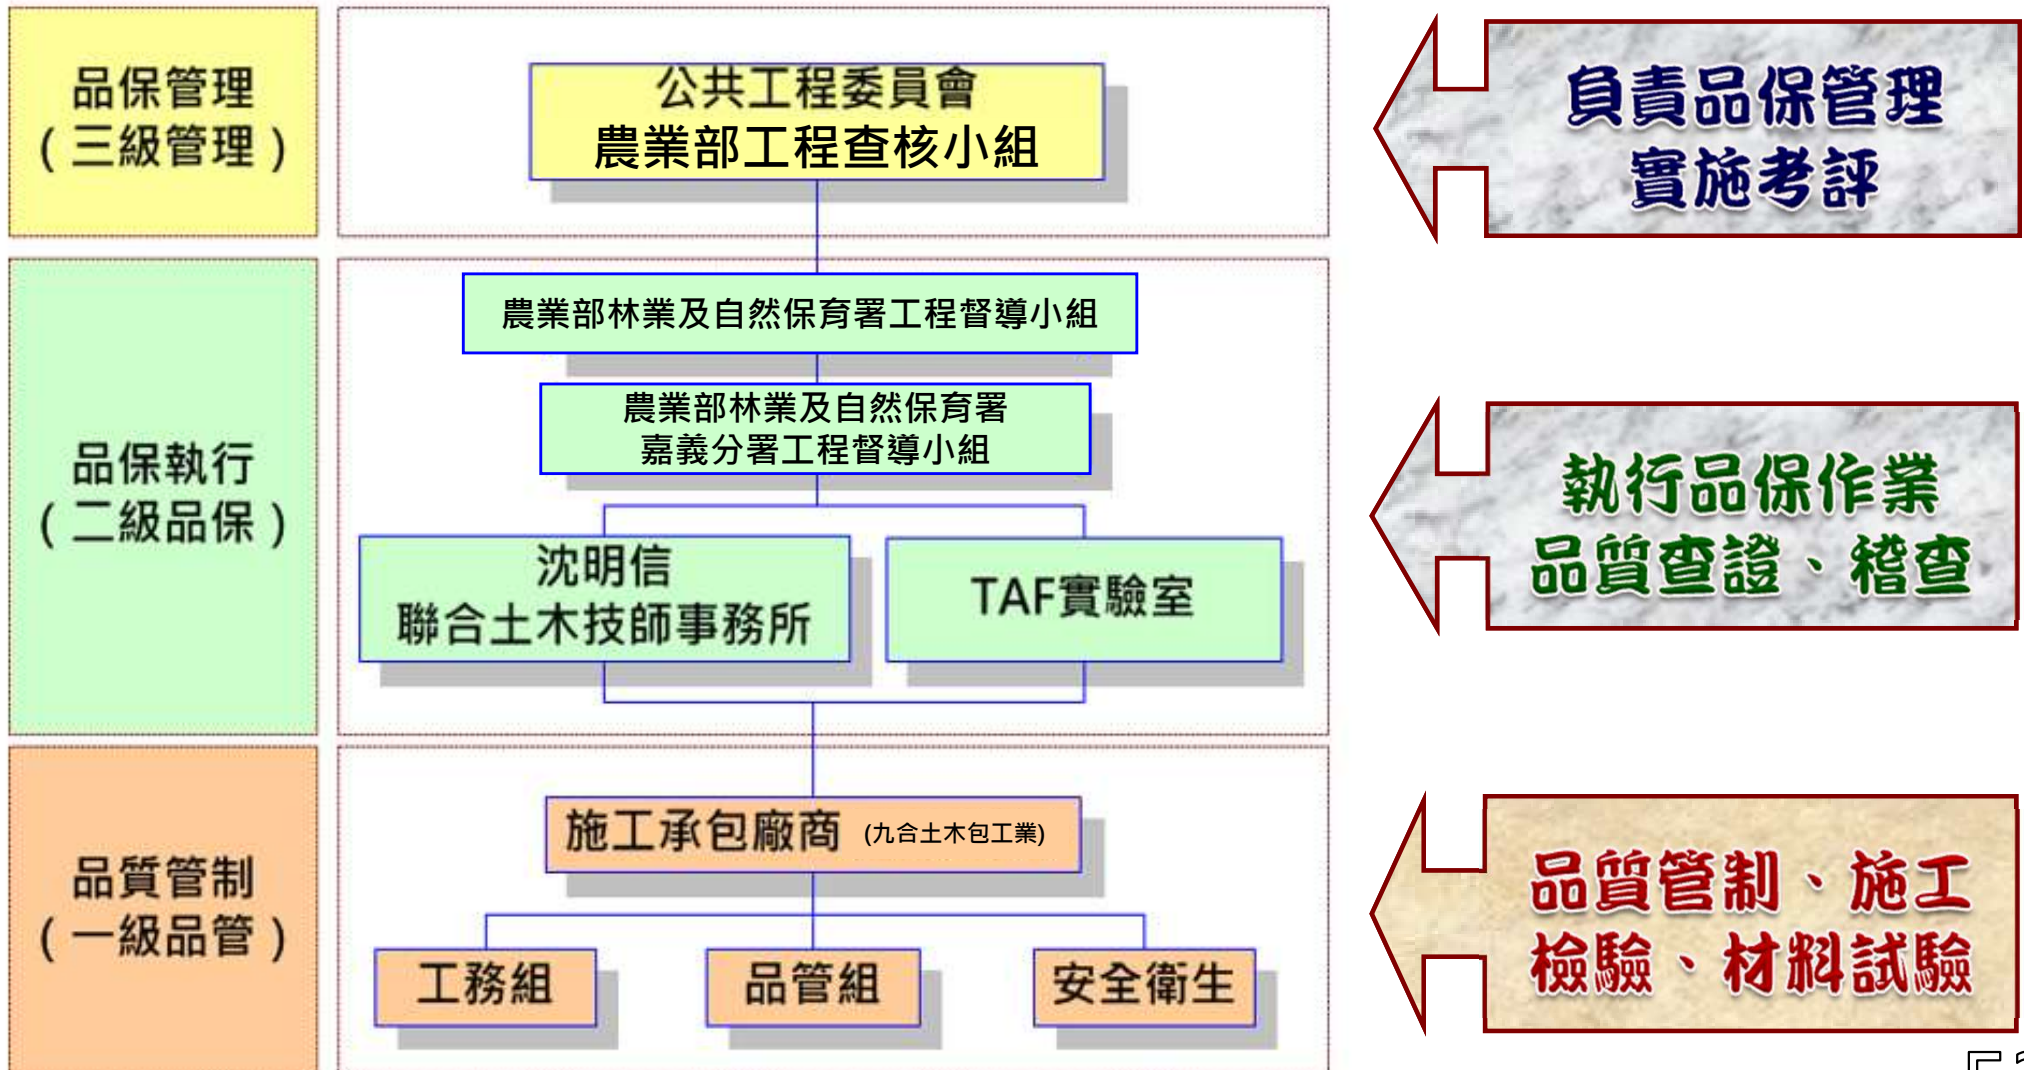 品保管理
(三級管理)
公共工程委員會
農業部工程查核小組
負責品保管理
實施考評
品保執行
(二級品保)
農業部林業及自然保育署工程督導小組
農業部林業及自然保育署
嘉義分署工程督導小組
沈明信
聯合土木技師事務所
TAF實驗室
執行品保作業
品質查證、稽查
品質管制
(一級品管)
施工承包廠商 (九合土木包工業)
工務組
品管組
安全衛生
品質管制、施工
檢驗、材料試驗